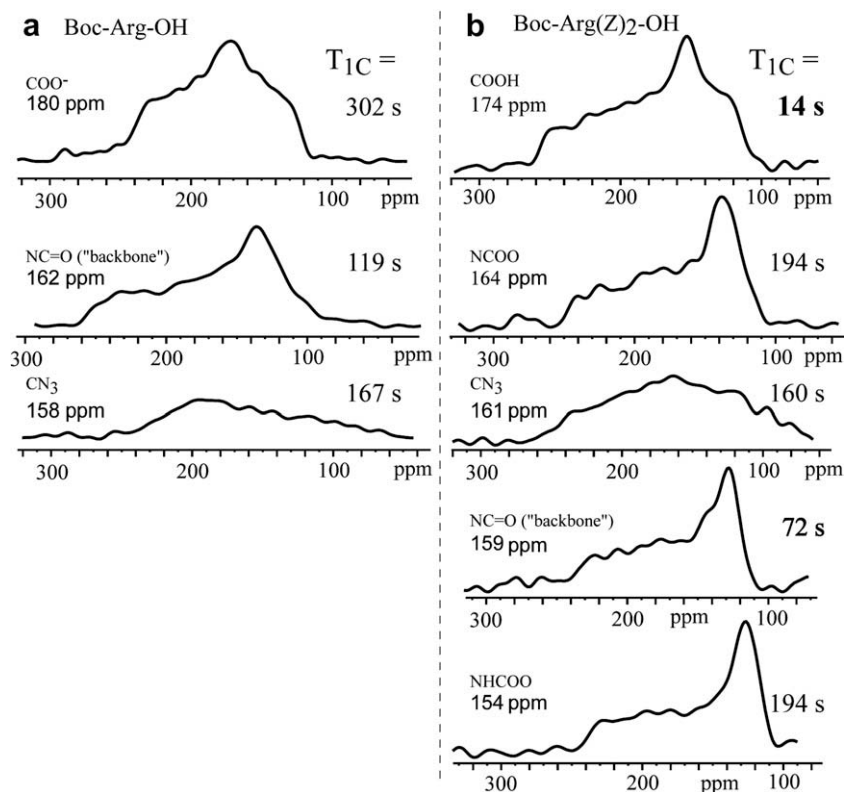 a Boc-Arg-OH
COO-
180 ppm
T1C =
302 s
300 200 100 ppm
NC=O ("backbone")
162 ppm
119 s
300 200 100 ppm
CN3
158 ppm
167 s
300 200 100 ppm
b Boc-Arg(Z)2-OH
COOH
174 ppm
T1C =
14 s
300 200 100 ppm
NCOO
164 ppm
194 s
300 200 100 ppm
CN3
161 ppm
160 s
300 200 100 ppm
NC=O ("backbone")
159 ppm
72 s
300 200 ppm 100
NHCOO
154 ppm
194 s
300 200 ppm 100